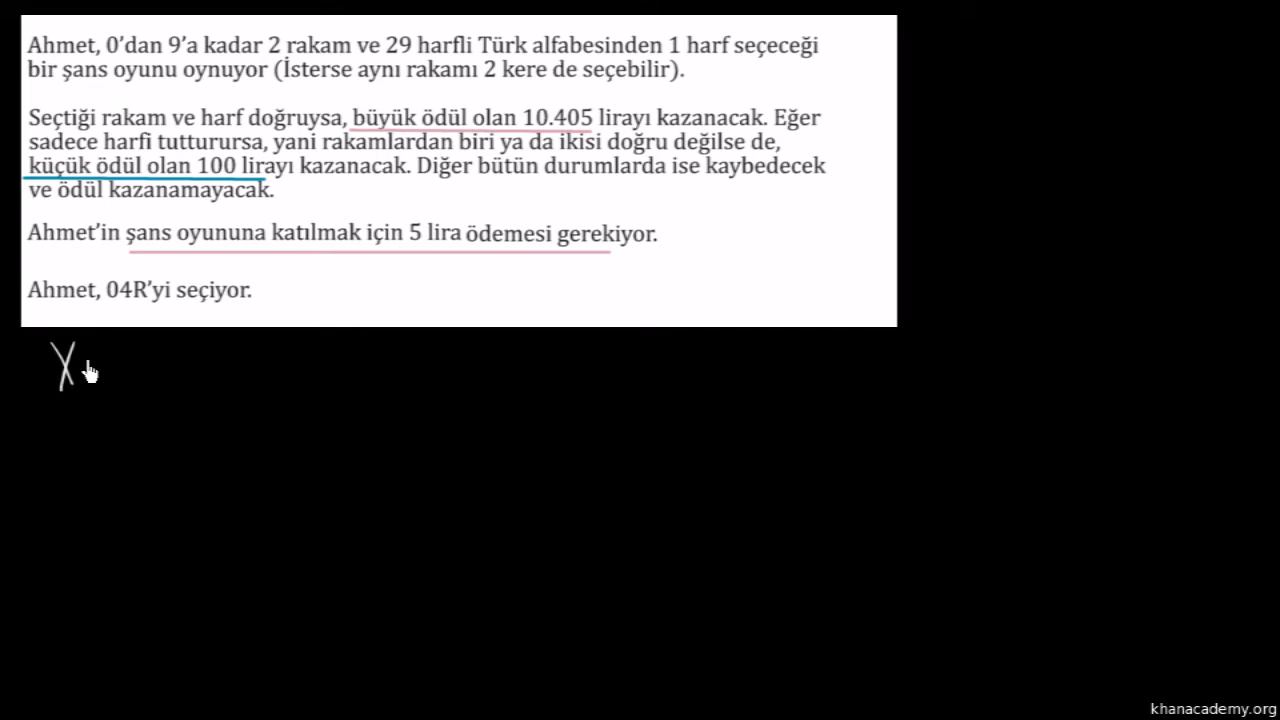 Ahmet, 0’dan 9’a kadar 2 rakam ve 29 harfli Türk alfabesinden 1 harf seçeceği
bir şans oyunu oynuyor (İsterse aynı rakamı 2 kere de seçebilir).
Seçtiği rakam ve harf doğruysa, büyük ödül olan 10.405 lirayı kazanacak. Eğer
sadece harfi tutturursa, yani rakamlardan biri ya da ikisi doğru değilse de,
küçük ödül olan 100 lirayı kazanacak. Diğer bütün durumlarda ise kaybedecek
ve ödül kazanamayacak.
Ahmet’in şans oyununa katılmak için 5 lira ödemesi gerekiyor.
Ahmet, 04R’yi seçiyor.
X
khanacademy.org